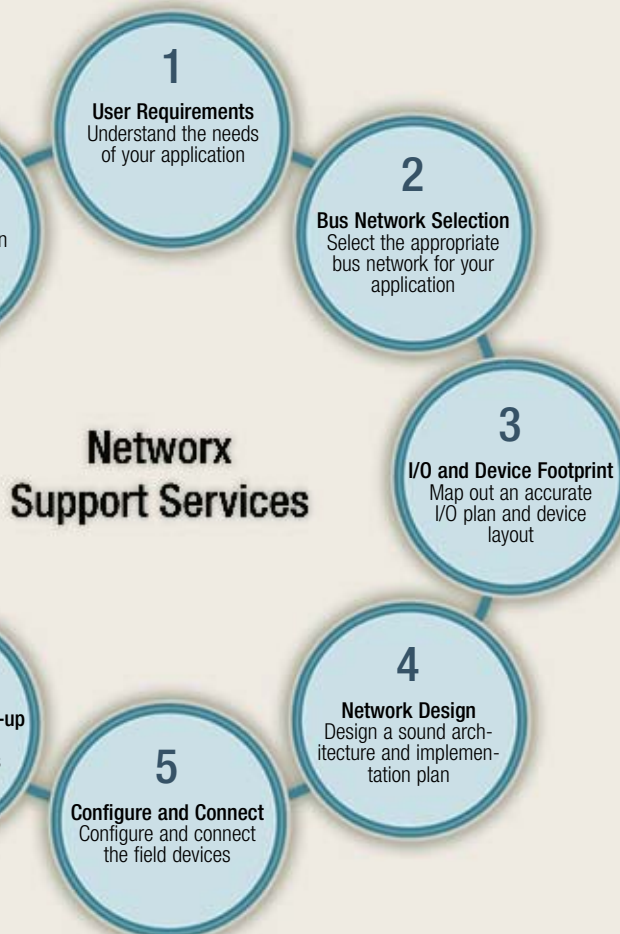 1
User Requirements
Understand the needs
of your application
2
Bus Network Selection
Select the appropriate
bus network for your
application
3
I/O and Device Footprint
Map out an accurate
I/O plan and device
layout
Networx
Support Services
4
Network Design
Design a sound arch-
itecture and implemen-
tation plan
5
Configure and Connect
Configure and connect
the field devices
-up